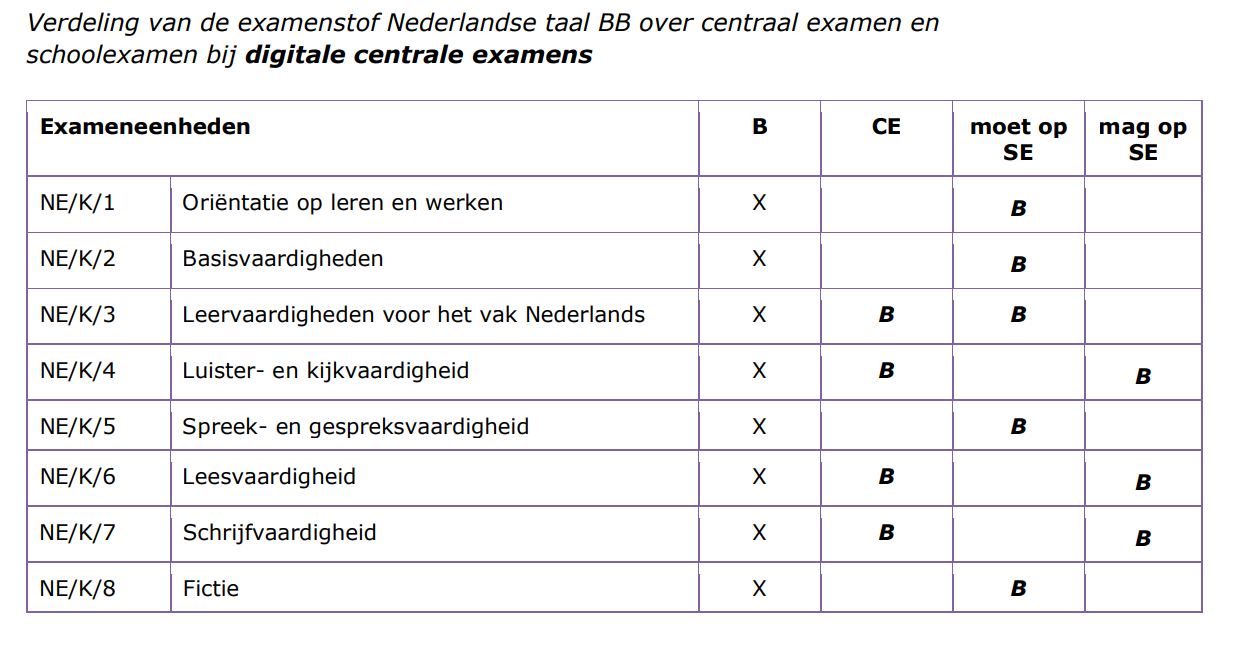 Verdeling van de examenstof Nederlandse taal BB over centraal examen en
schoolexamen bij digitale centrale examens
Exameneenheden B CE moet op SE mag op SE
NE/K/1 Oriëntatie op leren en werken X B
NE/K/2 Basisvaardigheden X B
NE/K/3 Leervaardigheden voor het vak Nederlands X B B
NE/K/4 Luister- en kijkvaardigheid X B B
NE/K/5 Spreek- en gespreksvaardigheid X B
NE/K/6 Leesvaardigheid X B B
NE/K/7 Schrijfvaardigheid X B B
NE/K/8 Fictie X B